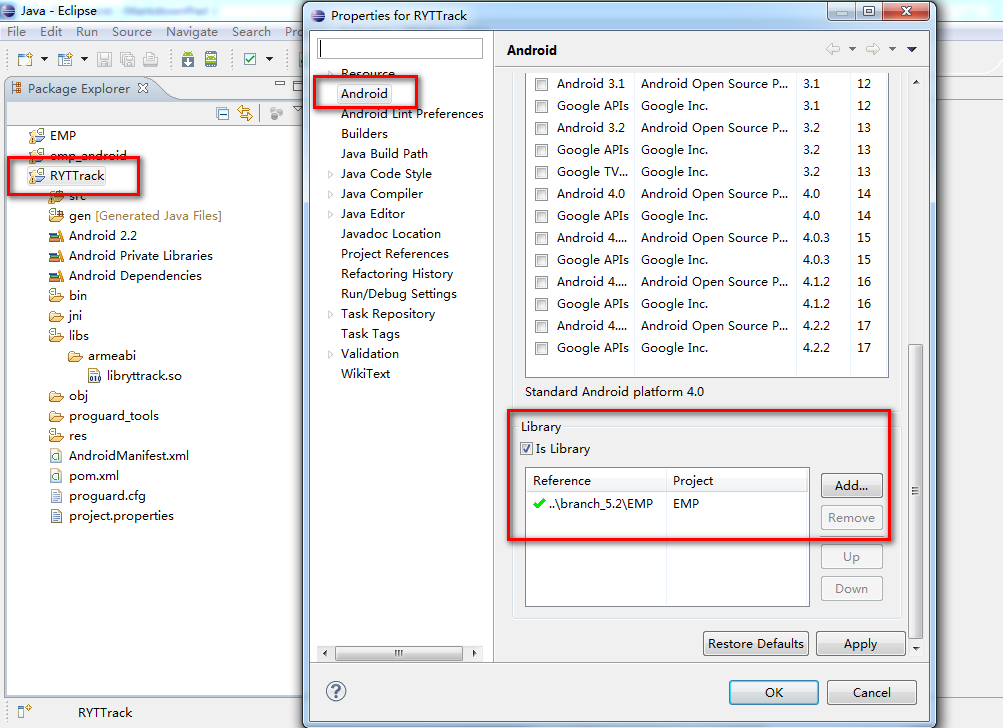 Java - Eclipse
File Edit Run Source Navigate Search
Package Explorer
EMP
emp_android
RYTTrack
src
gen [Generated Java Files]
Android 2.2
Android Private Libraries
Android Dependencies
bin
jni
libs
armeabi
libryttrack.so
obj
proguard_tools
res
AndroidManifest.xml
pom.xml
proguard.cfg
project.properties
RYTTrack
Properties for RYTTrack
Resource
Android
Android Lint Preferences
Builders
Java Build Path
Java Code Style
Java Compiler
Java Editor
Javadoc Location
Project References
Refactoring History
Run/Debug Settings
Task Repository
Task Tags
Validation
WikiText
Android
Android 3.1 Android Open Source P... 3.1 12
Google APIs Google Inc. 3.1 12
Android 3.2 Android Open Source P... 3.2 13
Google APIs Google Inc. 3.2 13
Google TV... Google Inc. 3.2 13
Android 4.0 Android Open Source P... 4.0 14
Google APIs Google Inc. 4.0 14
Android 4.... Android Open Source P... 4.0.3 15
Google APIs Google Inc. 4.0.3 15
Android 4.... Android Open Source P... 4.1.2 16
Google APIs Google Inc. 4.1.2 16
Android 4.... Android Open Source P... 4.2.2 17
Google APIs Google Inc. 4.2.2 17
Standard Android platform 4.0
Library
Is Library
Reference Project
..\branch_5.2\EMP EMP
Add...
Remove
Up
Down
Restore Defaults Apply
OK Cancel